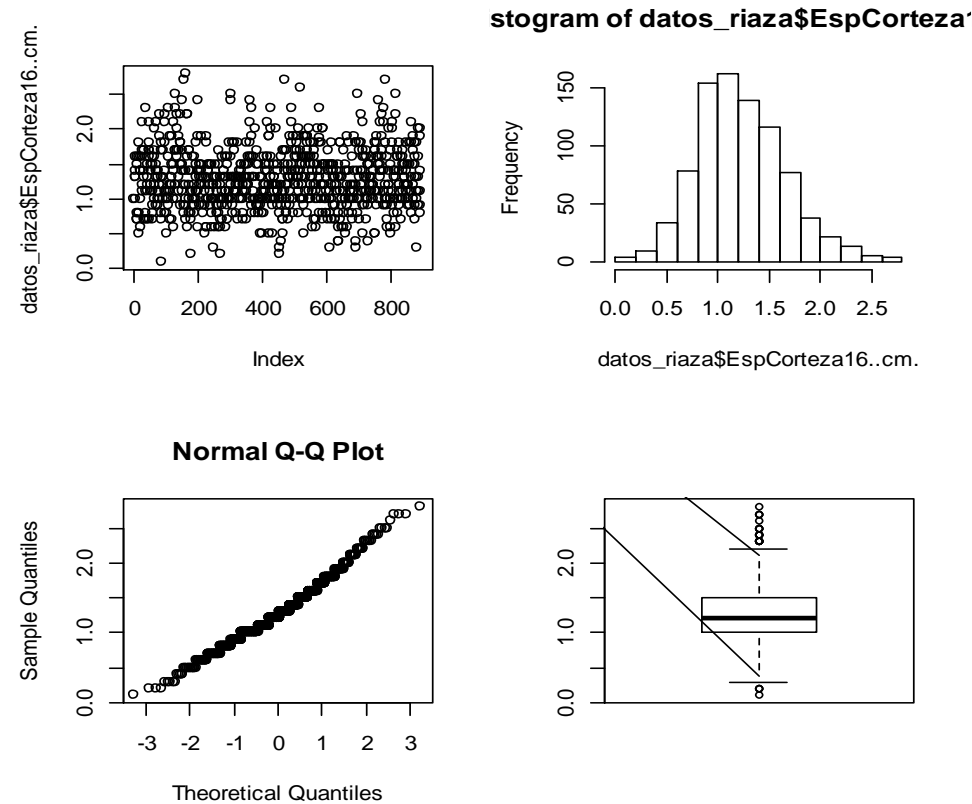 stogram of datos_riaza$EspCorteza1
datos_riaza$EspCorteza16..cm.
0.0 1.0 2.0
0 200 400 600 800
Index
Frequency
0 50 100 150
0.0 0.5 1.0 1.5 2.0 2.5
datos_riaza$EspCorteza16..cm.
Normal Q-Q Plot
Sample Quantiles
0.0 1.0 2.0
-3 -2 -1 0 1 2 3
Theoretical Quantiles
0.0 1.0 2.0